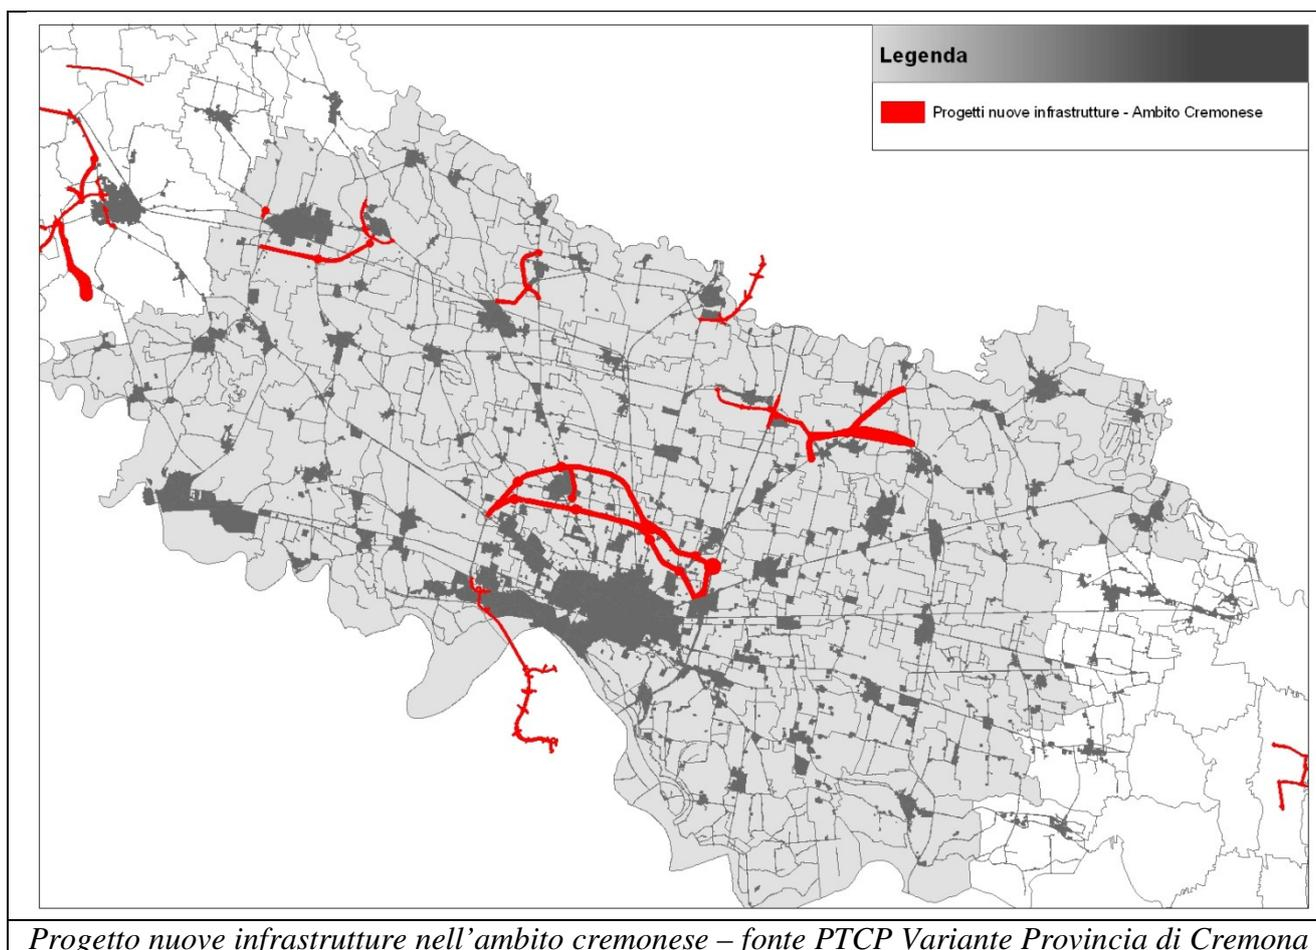 Legenda
Progetti nuove infrastrutture - Ambito Cremonese
Progetto nuove infrastrutture nell’ambito cremonese – fonte PTCP Variante Provincia di Cremona